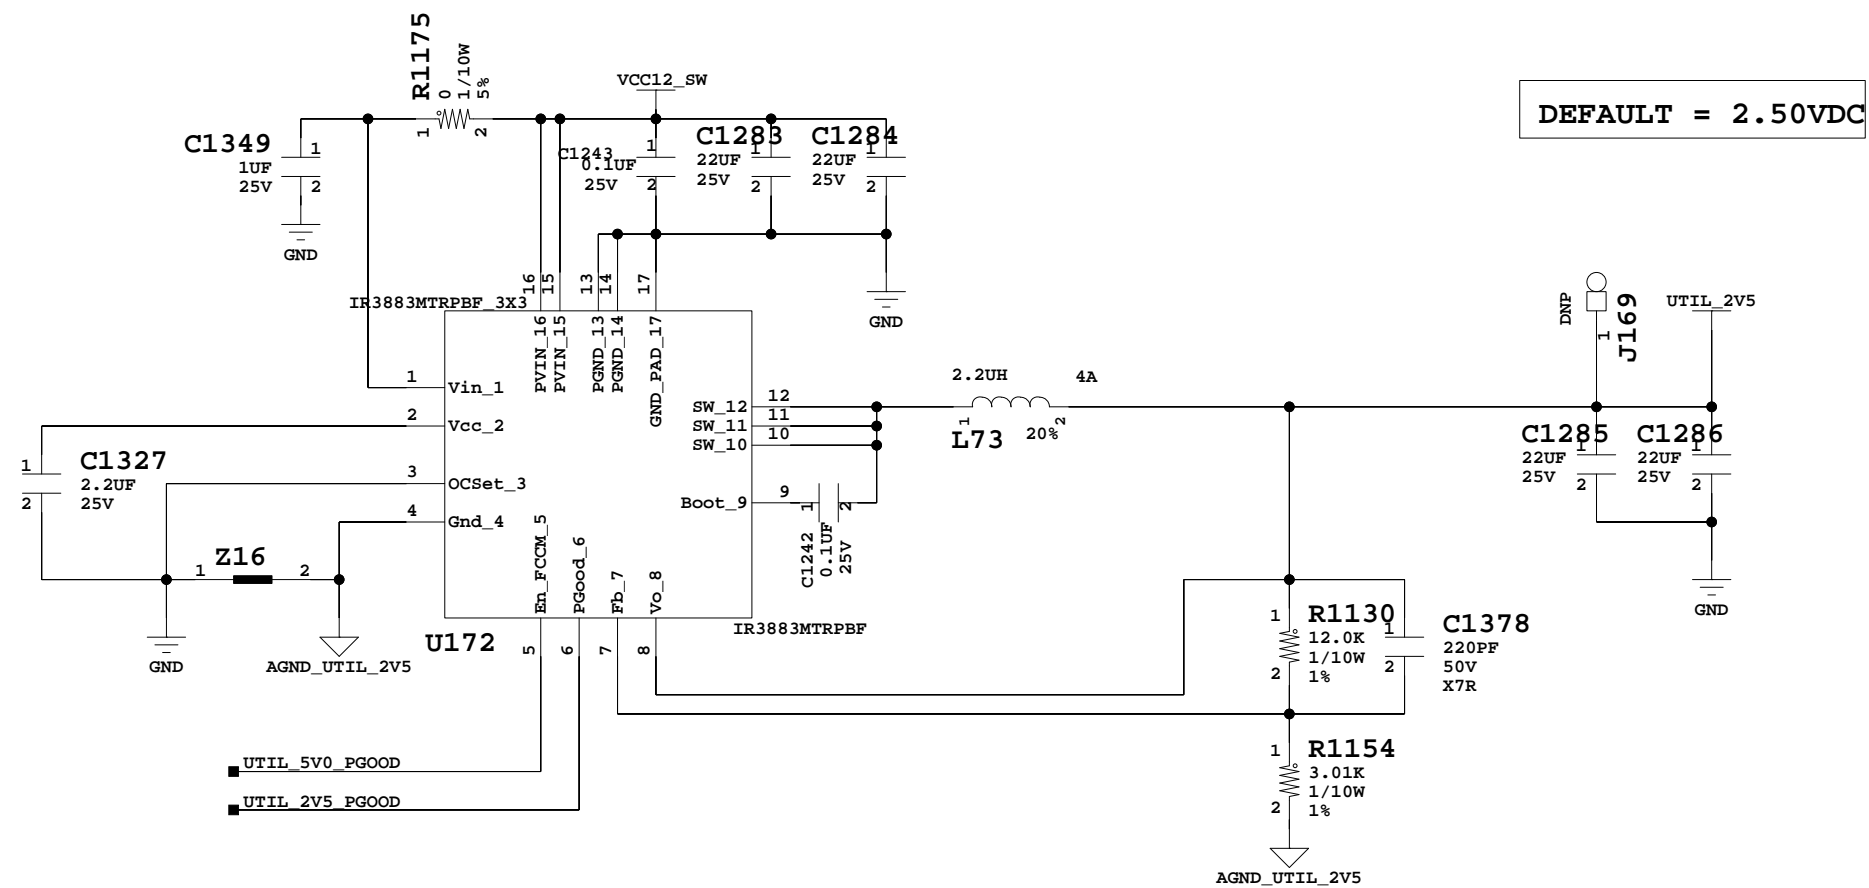 R1175
0
1/10W
5%
1
2
VCC12_SW
DEFAULT = 2.50VDC
C1349
1UF
25V
1
2
GND
C1243
0.1UF
25V
1
2
C1283
22UF
25V
1
2
C1284
22UF
25V
1
2
GND
IR3883MTRPBF_3X3
16
15
13
14
17
PVIN_16
PVIN_15
PGND_13
PGND_14
GND_PAD_17
1
Vin_1
2
Vcc_2
3
OCSet_3
4
Gnd_4
SW_12
12
SW_11
11
SW_10
10
Boot_9
9
En_FCCM_5
PGood_6
Fb_7
Vo_8
5
6
7
8
U172
IR3883MTRPBF
C1327
2.2UF
25V
1
2
Z16
1
2
GND
AGND_UTIL_2V5
C1242
0.1UF
25V
1
2
2.2UH
4A
1
2
L73
20%
DNP
J169
1
UTIL_2V5
C1285
22UF
25V
1
2
C1286
22UF
25V
1
2
GND
1
R1130
12.0K
1/10W
1%
2
1
2
C1378
220PF
50V
X7R
1
R1154
3.01K
1/10W
1%
2
AGND_UTIL_2V5
UTIL_5V0_PGOOD
UTIL_2V5_PGOOD